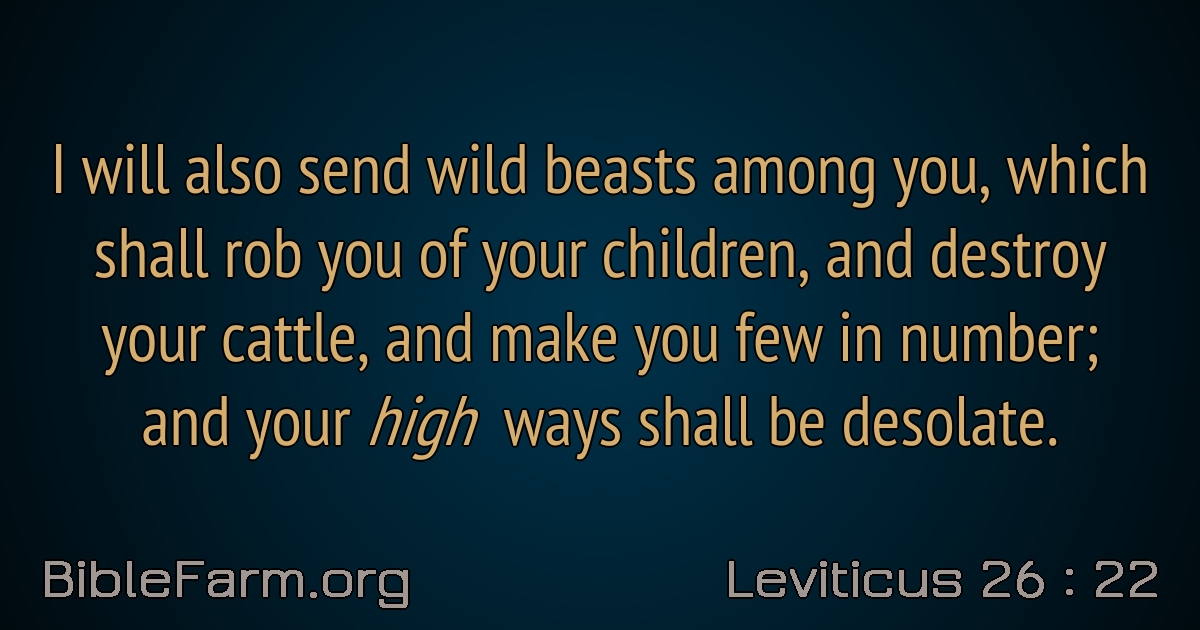 I will also send wild beasts among you, which
shall rob you of your children, and destroy
your cattle, and make you few in number;
and your high ways shall be desolate.
BibleFarm.org
Leviticus 26 : 22